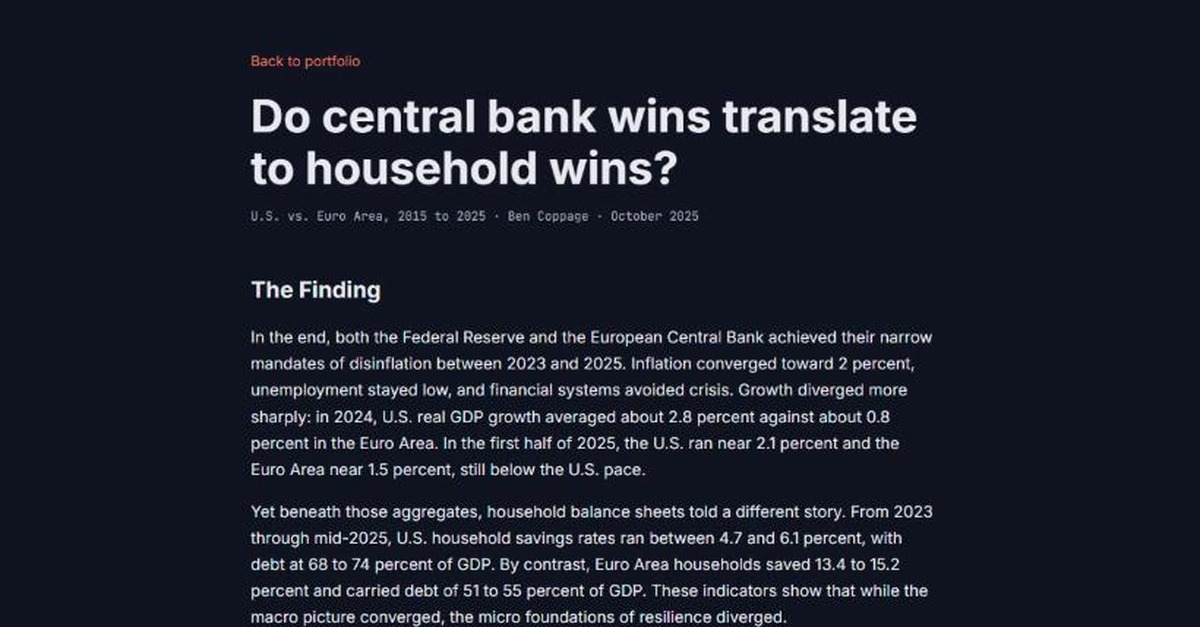 Back to portfolio
Do central bank wins translate
to household wins?
U.S. vs. Euro Area, 2015 to 2025 · Ben Coppage · October 2025
The Finding
In the end, both the Federal Reserve and the European Central Bank achieved their narrow
mandates of disinflation between 2023 and 2025. Inflation converged toward 2 percent,
unemployment stayed low, and financial systems avoided crisis. Growth diverged more
sharply: in 2024, U.S. real GDP growth averaged about 2.8 percent against about 0.8
percent in the Euro Area. In the first half of 2025, the U.S. ran near 2.1 percent and the
Euro Area near 1.5 percent, still below the U.S. pace.
Yet beneath those aggregates, household balance sheets told a different story. From 2023
through mid-2025, U.S. household savings rates ran between 4.7 and 6.1 percent, with
debt at 68 to 74 percent of GDP. By contrast, Euro Area households saved 13.4 to 15.2
percent and carried debt of 51 to 55 percent of GDP. These indicators show that while the
macro picture converged, the micro foundations of resilience diverged.